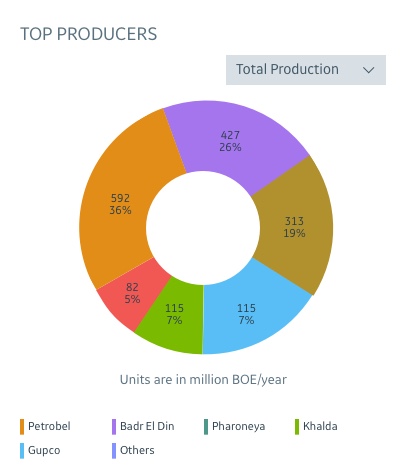 TOP PRODUCERS
Total Production
427
26%
592
36%
313
19%
82
5%
115
7%
115
7%
Units are in million BOE/year
Petrobel
Badr El Din
Pharoneya
Khalda
Gupco
Others